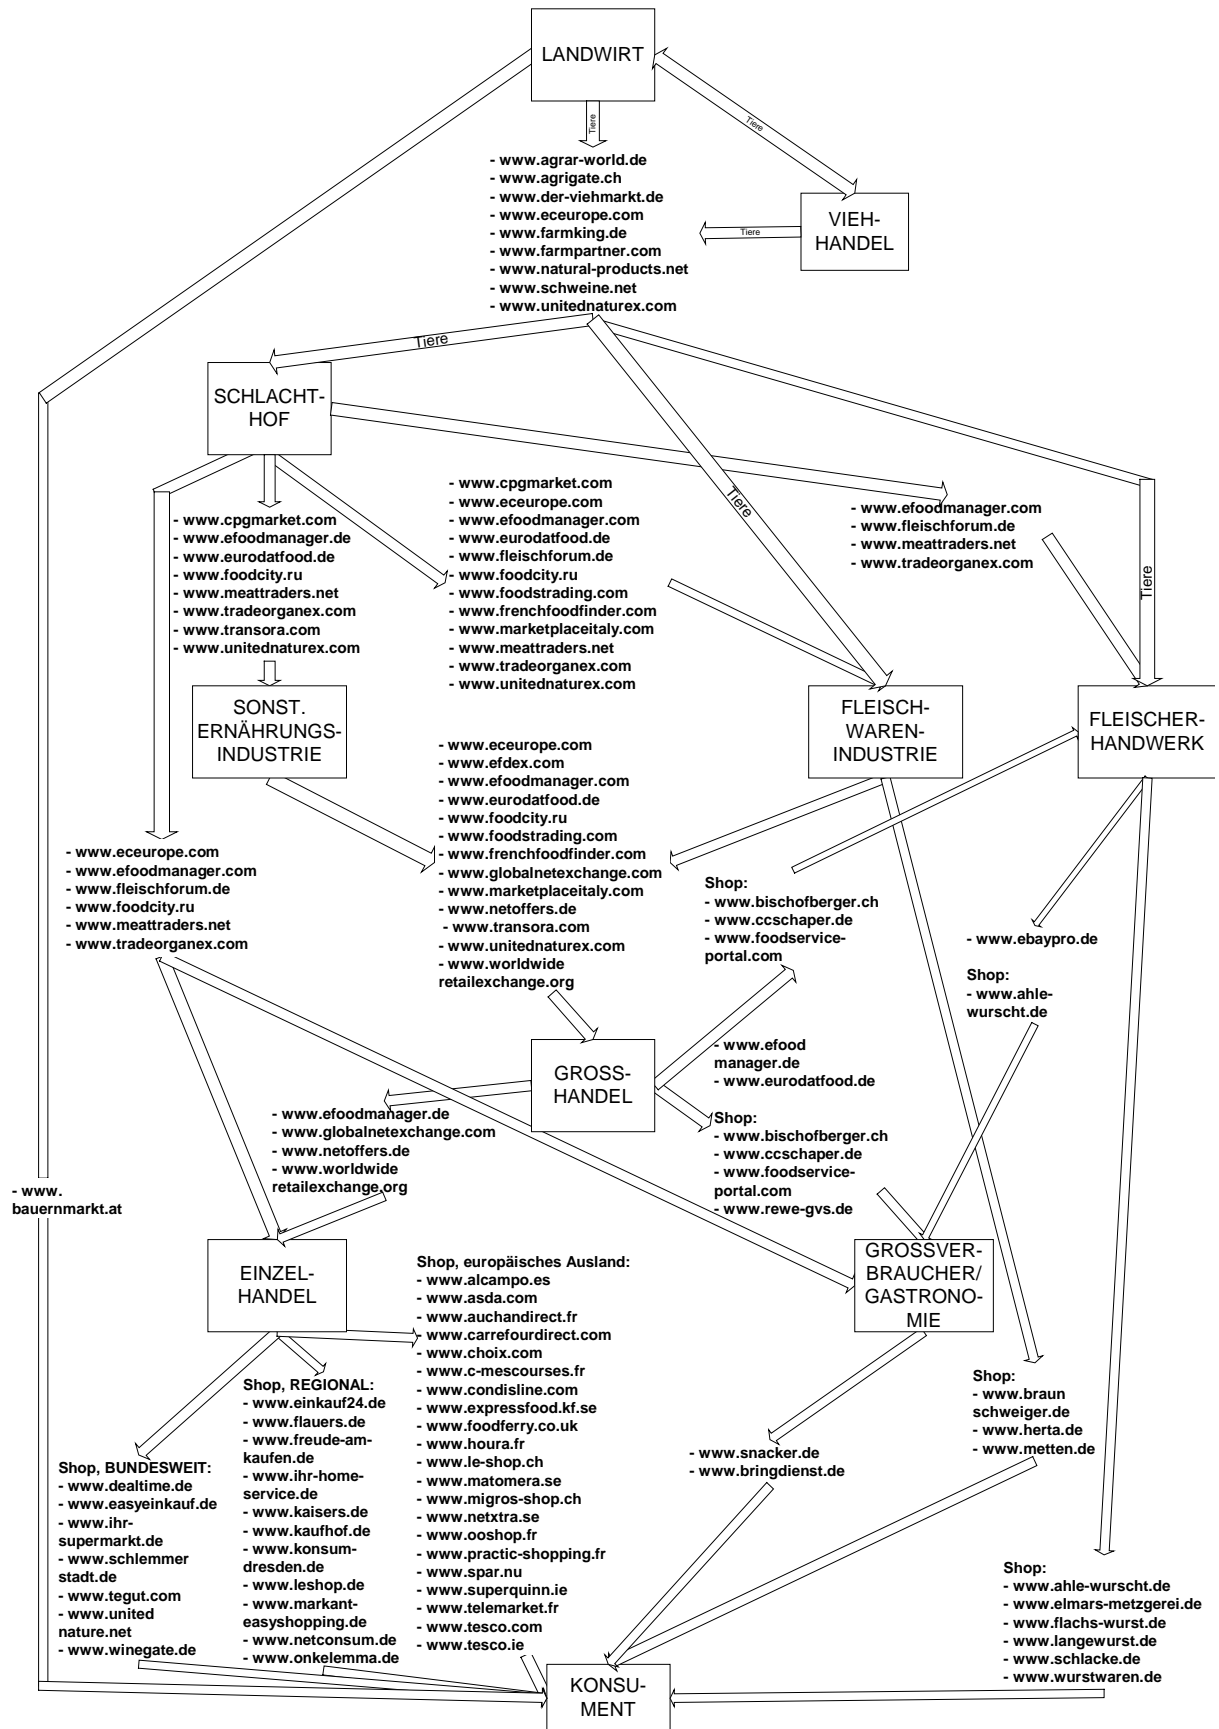 LANDWIRT
Tiere
Tiere
- www.agrar-world.de
- www.agrigate.ch
- www.der-viehmarkt.de
- www.eceurope.com
- www.farmking.de
- www.farmpartner.com
- www.natural-products.net
- www.schweine.net
- www.unitednaturex.com
VIEH-
HANDEL
Tiere
Tiere
SCHLACHT-
HOF
Tiere
Tiere
- www.cpgmarket.com
- www.efoodmanager.de
- www.eurodatfood.de
- www.foodcity.ru
- www.meattraders.net
- www.tradeorganex.com
- www.transora.com
- www.unitednaturex.com
- www.cpgmarket.com
- www.eceurope.com
- www.efoodmanager.com
- www.eurodatfood.de
- www.fleischforum.de
- www.foodcity.ru
- www.foodstrading.com
- www.frenchfoodfinder.com
- www.marketplaceitaly.com
- www.meattraders.net
- www.tradeorganex.com
- www.unitednaturex.com
- www.efoodmanager.com
- www.fleischforum.de
- www.meattraders.net
- www.tradeorganex.com
SONST.
ERNÄHRUNGS-
INDUSTRIE
FLEISCH-
WAREN-
INDUSTRIE
FLEISCHER-
HANDWERK
- www.eceurope.com
- www.efdex.com
- www.efoodmanager.com
- www.eurodatfood.de
- www.foodcity.ru
- www.foodstrading.com
- www.frenchfoodfinder.com
- www.globalnetexchange.com
- www.marketplaceitaly.com
- www.netoffers.de
- www.transora.com
- www.unitednaturex.com
- www.worldwide
retailexchange.org
- www.eceurope.com
- www.efoodmanager.com
- www.fleischforum.de
- www.foodcity.ru
- www.meattraders.net
- www.tradeorganex.com
Shop:
- www.bischofberger.ch
- www.ccschaper.de
- www.foodservice-
portal.com
- www.ebaypro.de
Shop:
- www.ahle-
wurscht.de
GROSS-
HANDEL
- www.efood
manager.de
- www.eurodatfood.de
Shop:
- www.bischofberger.ch
- www.ccschaper.de
- www.foodservice-
portal.com
- www.rewe-gvs.de
- www.efoodmanager.de
- www.globalnetexchange.com
- www.netoffers.de
- www.worldwide
retailexchange.org
- www.
bauernmarkt.at
EINZEL-
HANDEL
GROSSVER-
BRAUCHER/
GASTRONO-
MIE
Shop, europäisches Ausland:
- www.alcampo.es
- www.asda.com
- www.auchandirect.fr
- www.carrefourdirect.com
- www.choix.com
- www.c-mescourses.fr
- www.condisline.com
- www.expressfood.kf.se
- www.foodferry.co.uk
- www.houra.fr
- www.le-shop.ch
- www.matomera.se
- www.migros-shop.ch
- www.netxtra.se
- www.ooshop.fr
- www.practic-shopping.fr
- www.spar.nu
- www.superquinn.ie
- www.telemarket.fr
- www.tesco.com
- www.tesco.ie
Shop, REGIONAL:
- www.einkauf24.de
- www.flauers.de
- www.freude-am-
kaufen.de
- www.ihr-home-
service.de
- www.kaisers.de
- www.kaufhof.de
- www.konsum-
dresden.de
- www.leshop.de
- www.markant-
easyshopping.de
- www.netconsum.de
- www.onkelemma.de
Shop, BUNDESWEIT:
- www.dealtime.de
- www.easyeinkauf.de
- www.ihr-
supermarkt.de
- www.schlemmer
stadt.de
- www.tegut.com
- www.united
nature.net
- www.winegate.de
- www.snacker.de
- www.bringdienst.de
Shop:
- www.braun
schweiger.de
- www.herta.de
- www.metten.de
Shop:
- www.ahle-wurscht.de
- www.elmars-metzgerei.de
- www.flachs-wurst.de
- www.langewurst.de
- www.schlacke.de
- www.wurstwaren.de
KONSU-
MENT